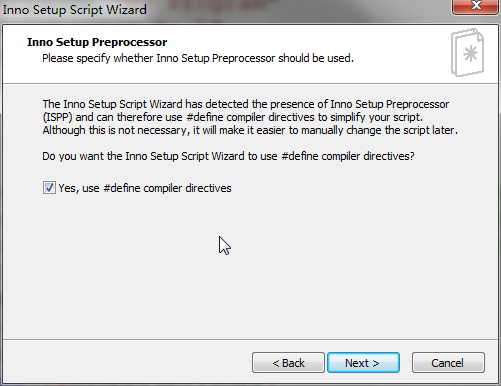 Program"
Inno Setup Script Wizard
Inno Setup Preprocessor
Please specify whether Inno Setup Preprocessor should be used.
The Inno Setup Script Wizard has detected the presence of Inno Setup Preprocessor
(ISPP) and can therefore use #define compiler directives to simplify your script.
Although this is not necessary, it will make it easier to manually change the script later.
Do you want the Inno Setup Script Wizard to use #define compiler directives?
Yes, use #define compiler directives
< Back
Next >
Cancel